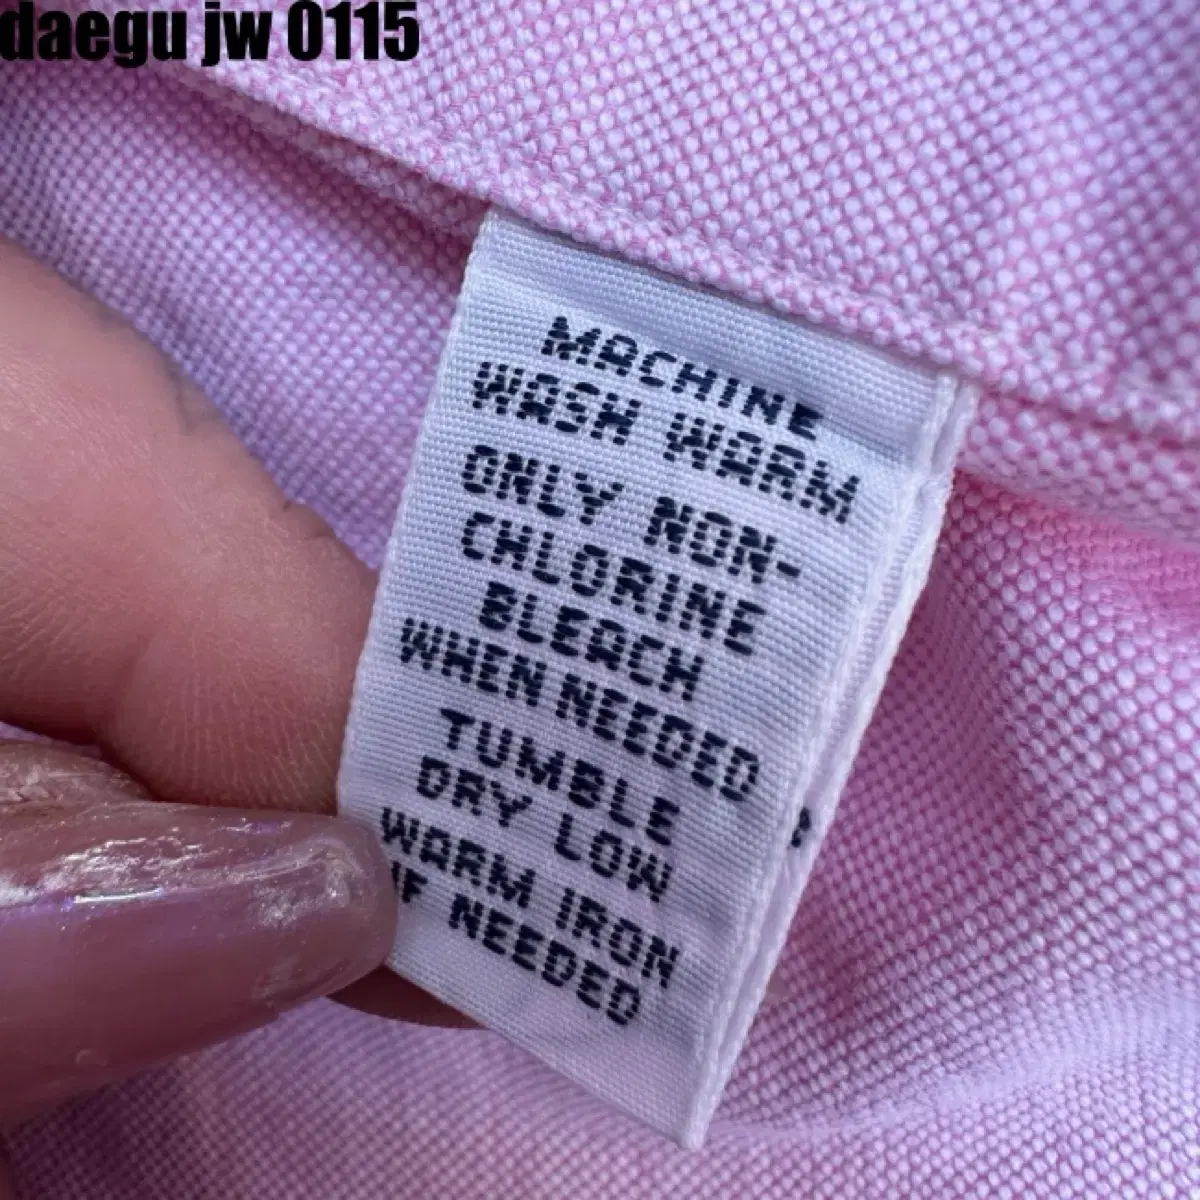 daegu jw 0115
MACHINE
WASH WARM
ONLY NON-
CHLORINE
BLEACH
WHEN NEEDED
TUMBLE
DRY LOW
WARM IRON
IF NEEDED